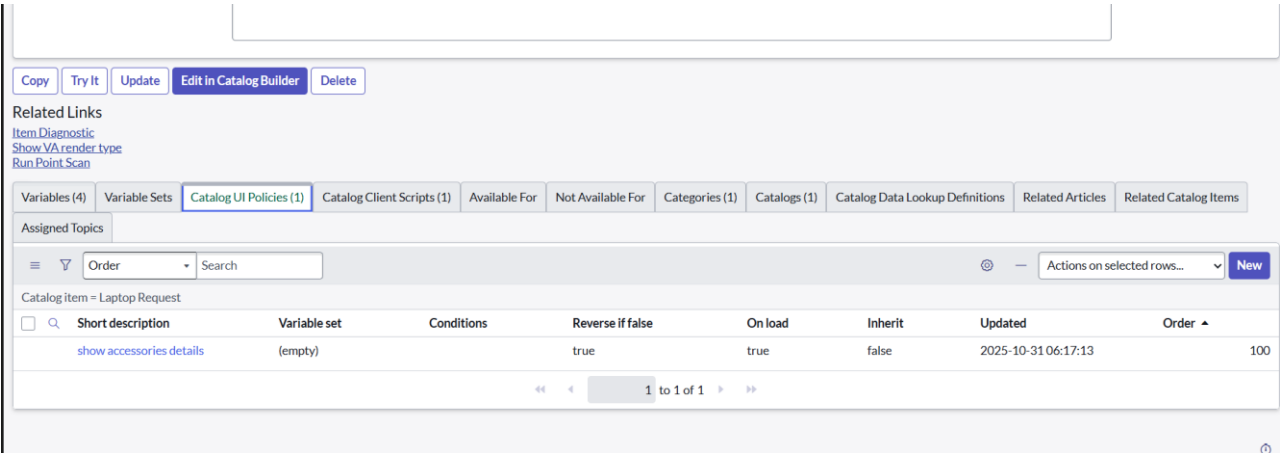 Copy Try It Update Edit in Catalog Builder Delete
Related Links
Item Diagnostic
Show VA render type
Run Point Scan
Variables (4) Variable Sets Catalog UI Policies (1) Catalog Client Scripts (1) Available For Not Available For Categories (1) Catalogs (1) Catalog Data Lookup Definitions Related Articles Related Catalog Items
Assigned Topics
Order Search Actions on selected rows... New
Catalog item = Laptop Request
Short description Variable set Conditions Reverse if false On load Inherit Updated Order
show accessories details (empty) true true false 2025-10-31 06:17:13 100
1 to 1 of 1